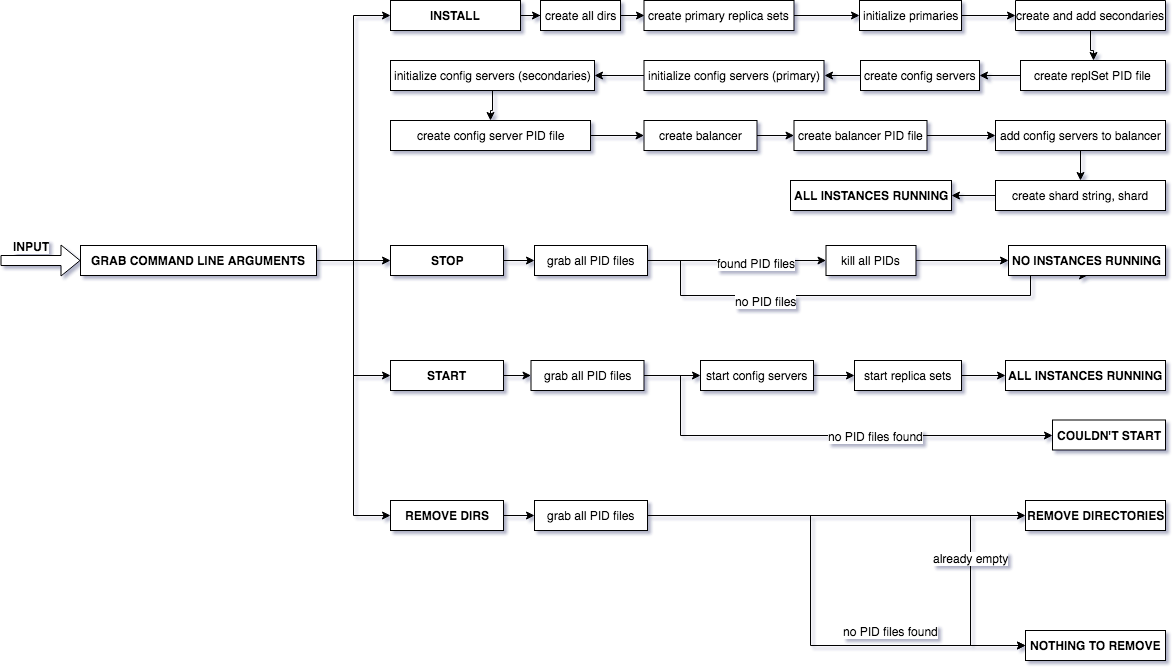 INSTALL
create all dirs
create primary replica sets
initialize primaries
create and add secondaries
initialize config servers (secondaries)
initialize config servers (primary)
create config servers
create replSet PID file
create config server PID file
create balancer
create balancer PID file
add config servers to balancer
ALL INSTANCES RUNNING
create shard string, shard
INPUT
GRAB COMMAND LINE ARGUMENTS
STOP
grab all PID files
found PID files
kill all PIDs
NO INSTANCES RUNNING
no PID files
START
grab all PID files
start config servers
start replica sets
ALL INSTANCES RUNNING
no PID files found
COULDN'T START
REMOVE DIRS
grab all PID files
REMOVE DIRECTORIES
already empty
no PID files found
NOTHING TO REMOVE